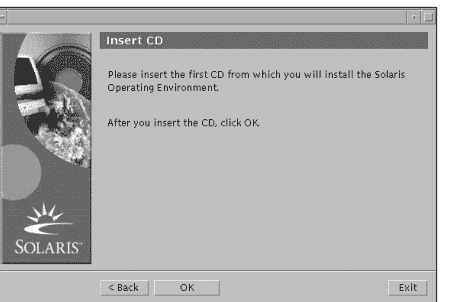 Insert CD
Please insert the first CD from which you will install the Solaris
Operating Environment.
After you insert the CD, click OK.
SOLARIS™
< Back
OK
Exit